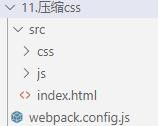 11.压缩css
src
css
js
<> index.html
webpack.config.js